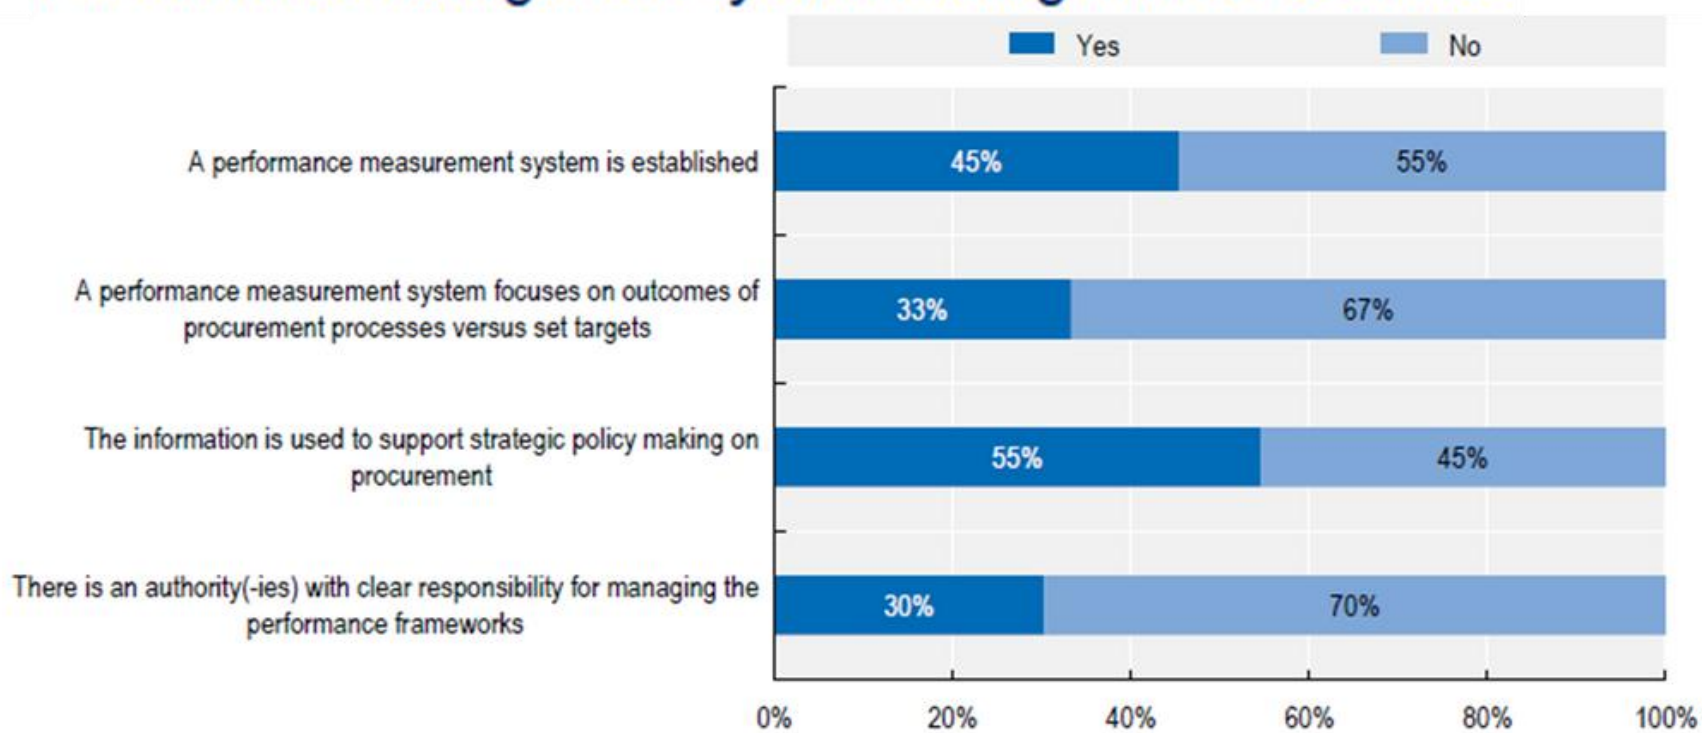 Yes No
A performance measurement system is established
45% 55%
A performance measurement system focuses on outcomes of
procurement processes versus set targets
33% 67%
The information is used to support strategic policy making on
procurement
55% 45%
There is an authority(-ies) with clear responsibility for managing the
performance frameworks
30% 70%
0% 20% 40% 60% 80% 100%